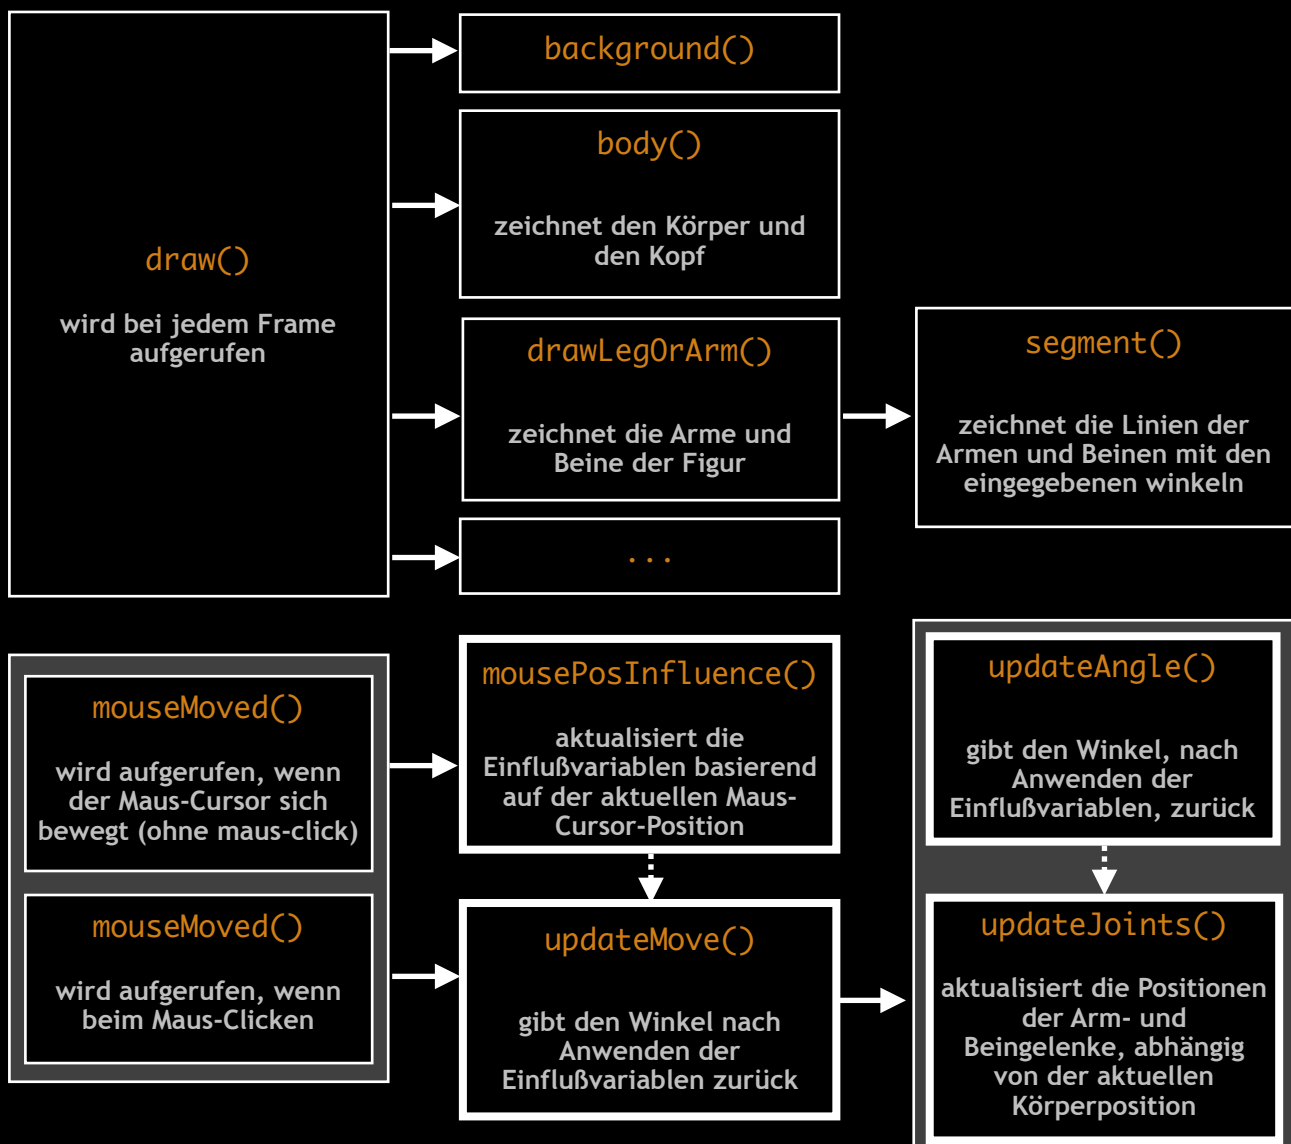 draw()
wird bei jedem Frame
aufgerufen
background()
body()
zeichnet den Körper und
den Kopf
drawLegOrArm()
zeichnet die Arme und
Beine der Figur
...
segment()
zeichnet die Linien der
Armen und Beinen mit den
eingegebenen winkeln
mouseMoved()
wird aufgerufen, wenn
der Maus-Cursor sich
bewegt (ohne maus-click)
mouseMoved()
wird aufgerufen, wenn
beim Maus-Clicken
mousePosInfluence()
aktualisiert die
Einflußvariablen basierend
auf der aktuellen Maus-
Cursor-Position
updateMove()
gibt den Winkel nach
Anwenden der
Einflußvariablen zurück
updateAngle()
gibt den Winkel, nach
Anwenden der
Einflußvariablen, zurück
updateJoints()
aktualisiert die Positionen
der Arm- und
Beingelenke, abhängig
von der aktuellen
Körperposition